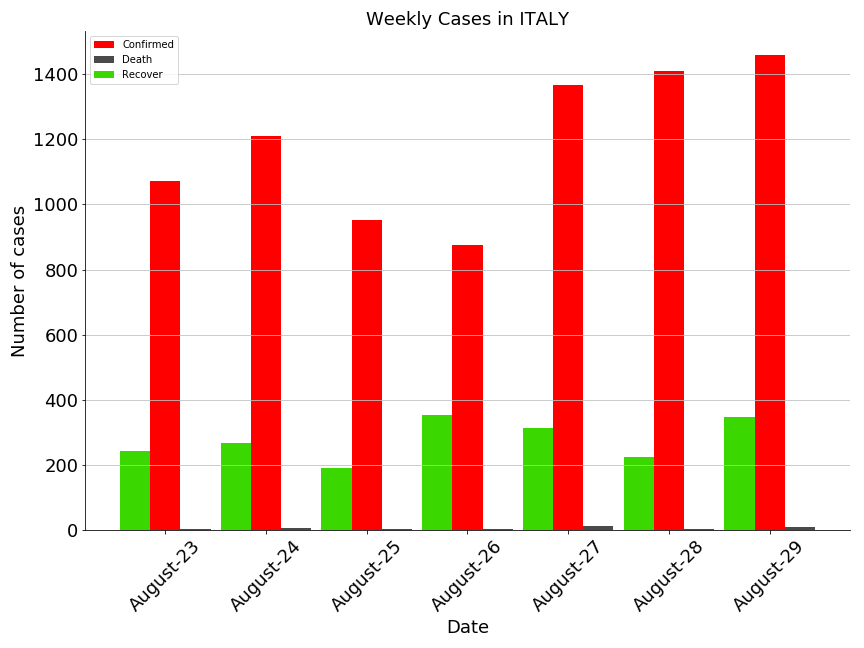 Weekly Cases in ITALY
Confirmed
Death
Recover
Number of cases
1400
1200
1000
800
600
400
200
0
August-23
August-24
August-25
August-26
August-27
August-28
August-29
Date